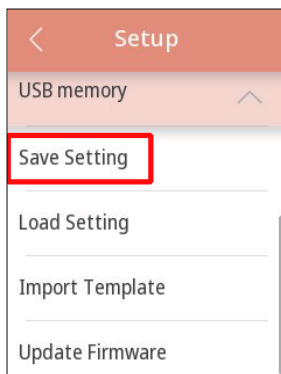 Setup
USB memory
Save Setting
Load Setting
Import Template
Update Firmware